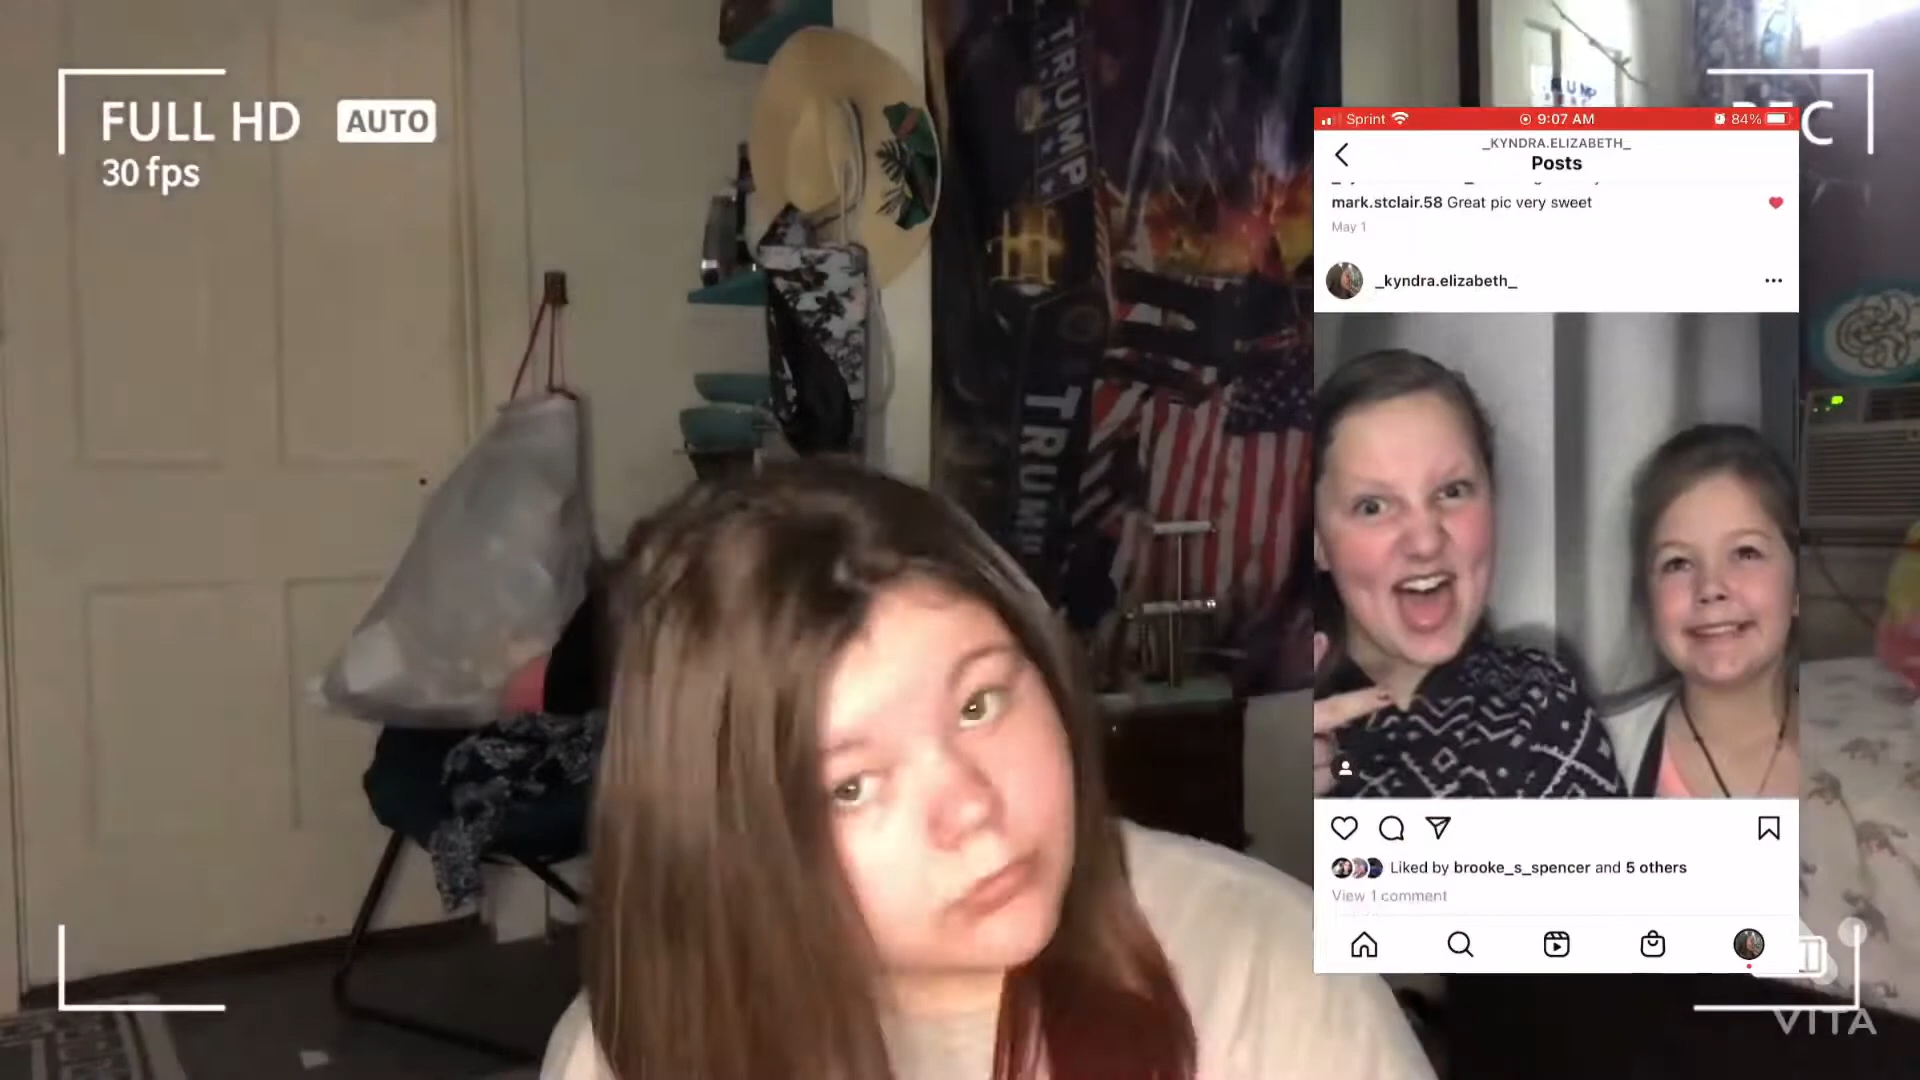 FULL HD AUTO
30 fps
TRUMP
TRUMP
Sprint 9:07 AM 84%
_KYNDRA.ELIZABETH_
Posts
mark.stclair.58 Great pic very sweet
May 1
_kyndra.elizabeth_
Liked by brooke_s_spencer and 5 others
View 1 comment
VITA